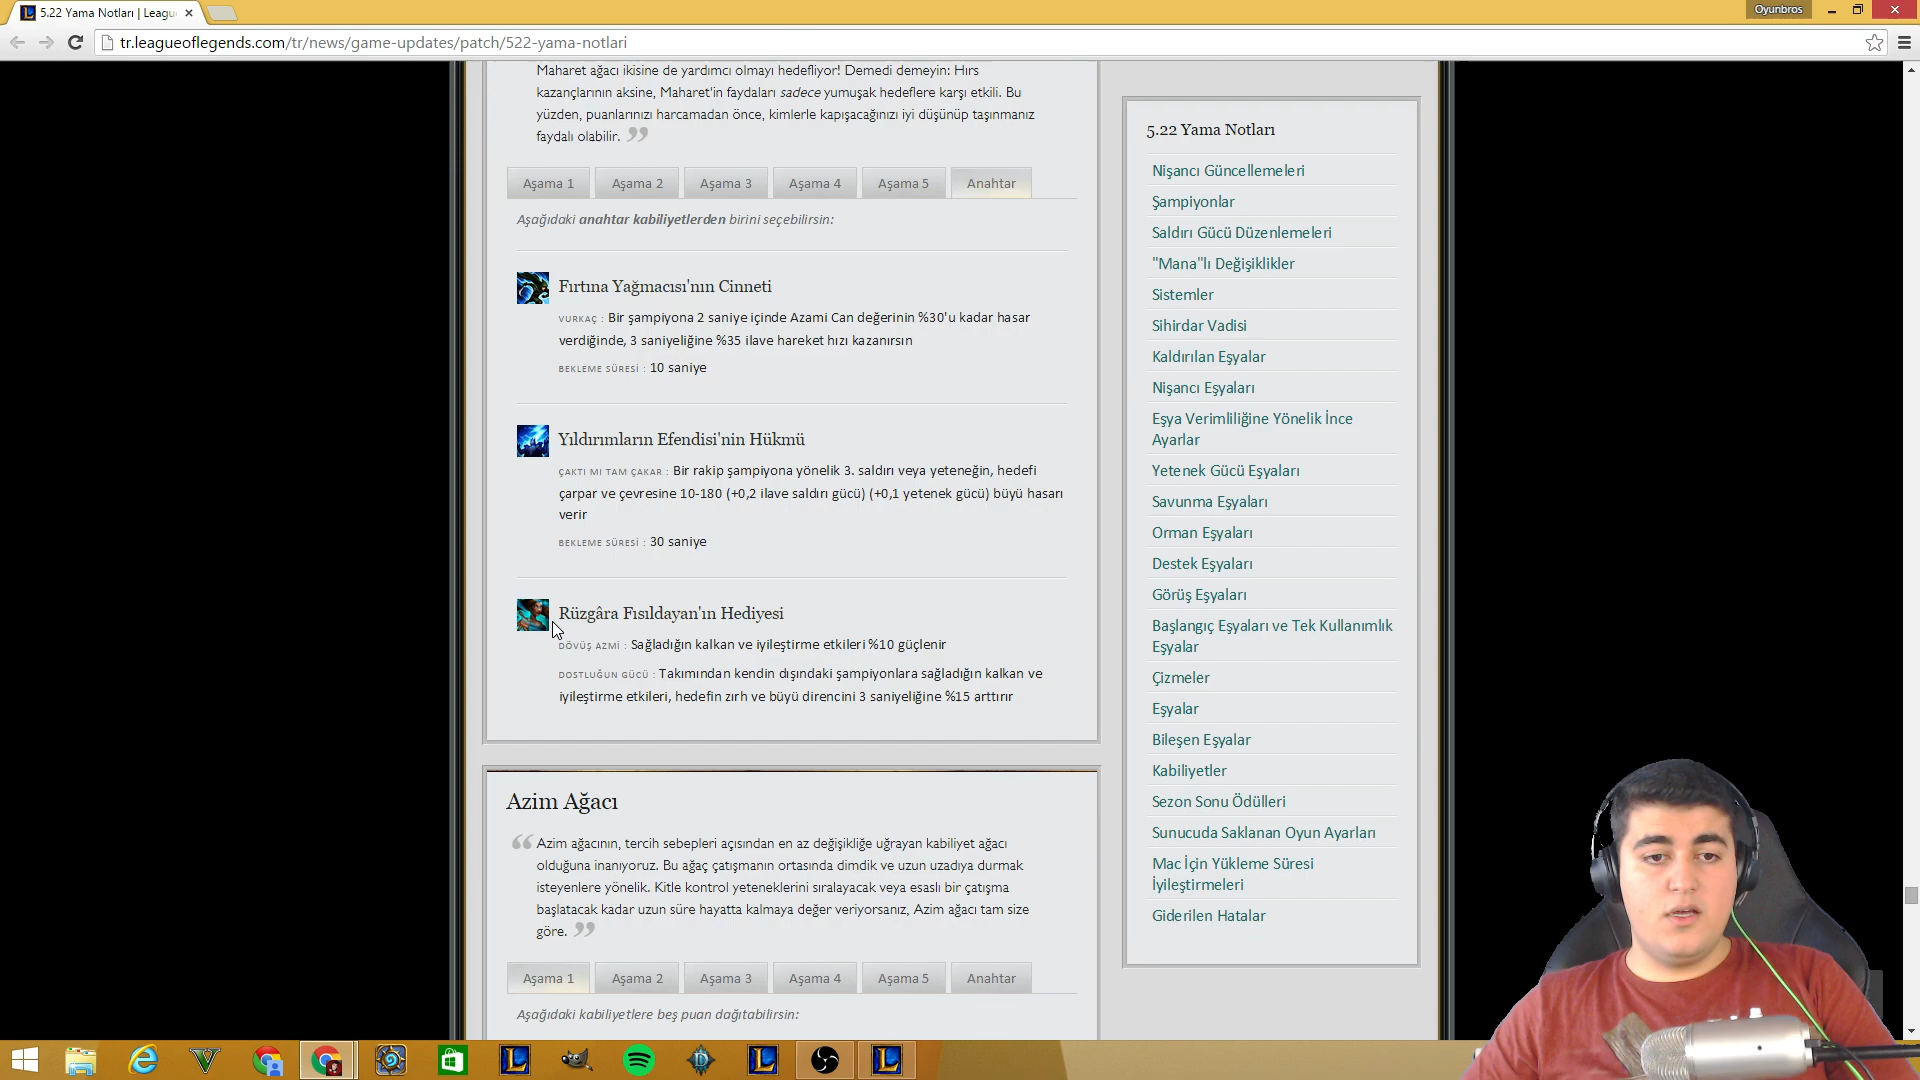 5.22 Yama Notları | Leagu
Oyunbros
tr.leagueoflegends.com/tr/news/game-updates/patch/522-yama-notlari
Maharet ağacı ikisine de yardımcı olmayı hedefliyor! Demedi demeyin: Hırs
kazançlarının aksine, Maharet'in faydaları sadece yumuşak hedeflere karşı etkili. Bu
yüzden, puanlarınızı harcamadan önce, kimlerle kapışacağınızı iyi düşünüp taşınmanız
faydalı olabilir. ”
Aşama 1 Aşama 2 Aşama 3 Aşama 4 Aşama 5 Anahtar
Aşağıdaki anahtar kabiliyetlerden birini seçebilirsin:
Fırtına Yağmacısı'nın Cinneti
VURKAÇ : Bir şampiyona 2 saniye içinde Azami Can değerinin %30'u kadar hasar
verdiğinde, 3 saniyeliğine %35 ilave hareket hızı kazanırsın
BEKLEME SÜRESİ : 10 saniye
Yıldırımların Efendisi'nin Hükmü
ÇAKTI MI TAM ÇAKAR : Bir rakip şampiyona yönelik 3. saldırı veya yeteneğin, hedefi
çarpar ve çevresine 10-180 (+0,2 ilave saldırı gücü) (+0,1 yetenek gücü) büyü hasarı
verir
BEKLEME SÜRESİ : 30 saniye
Rüzgâra Fısıldayan'ın Hediyesi
DÖVÜŞ AZMİ : Sağladığın kalkan ve iyileştirme etkileri %10 güçlenir
DOSTLUĞUN GÜCÜ : Takımından kendin dışındaki şampiyonlara sağladığın kalkan ve
iyileştirme etkileri, hedefin zırh ve büyü direncini 3 saniyeliğine %15 arttırır
Azim Ağacı
“ Azim ağacının, tercih sebepleri açısından en az değişikliğe uğrayan kabiliyet ağacı
olduğuna inanıyoruz. Bu ağaç çatışmanın ortasında dimdik ve uzun uzadıya durmak
isteyenlere yönelik. Kitle kontrol yeteneklerini sıralayacak veya esaslı bir çatışma
başlatacak kadar uzun süre hayatta kalmaya değer veriyorsanız, Azim ağacı tam size
göre. ”
Aşama 1 Aşama 2 Aşama 3 Aşama 4 Aşama 5 Anahtar
Aşağıdaki kabiliyetlere beş puan dağıtabilirsin:
5.22 Yama Notları
Nişancı Güncellemeleri
Şampiyonlar
Saldırı Gücü Düzenlemeleri
"Mana"lı Değişiklikler
Sistemler
Sihirdar Vadisi
Kaldırılan Eşyalar
Nişancı Eşyaları
Eşya Verimliliğine Yönelik İnce
Ayarlar
Yetenek Gücü Eşyaları
Savunma Eşyaları
Orman Eşyaları
Destek Eşyaları
Görüş Eşyaları
Başlangıç Eşyaları ve Tek Kullanımlık
Eşyalar
Çizmeler
Eşyalar
Bileşen Eşyalar
Kabiliyetler
Sezon Sonu Ödülleri
Sunucuda Saklanan Oyun Ayarları
Mac İçin Yükleme Süresi
İyileştirmeleri
Giderilen Hatalar